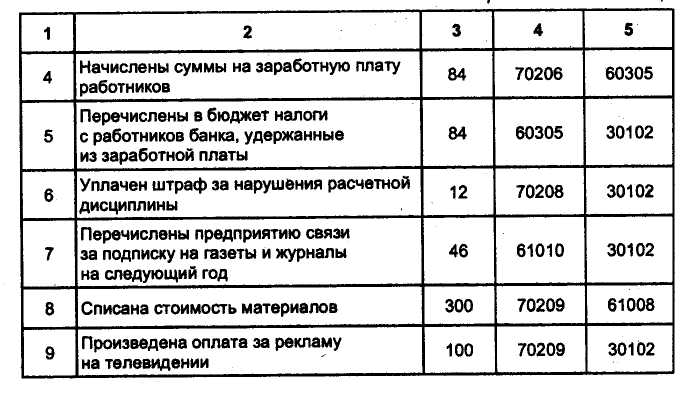 1 2 3 4 5
4 Начислены суммы на заработную плату работников 84 70206 60305
5 Перечислены в бюджет налоги с работников банка, удержанные из заработной платы 84 60305 30102
6 Уплачен штраф за нарушения расчетной дисциплины 12 70208 30102
7 Перечислены предприятию связи за подписку на газеты и журналы на следующий год 46 61010 30102
8 Списана стоимость материалов 300 70209 61008
9 Произведена оплата за рекламу на телевидении 100 70209 30102